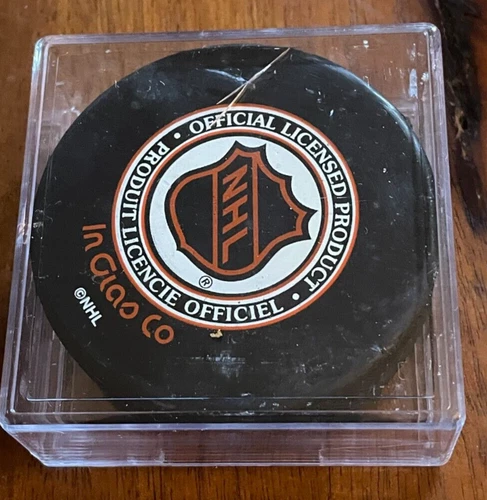 OFFICIAL LICENSED PRODUCT •
PRODUIT LICENCIE OFFICIEL •
NHL
®
In Glas Co
©NHL